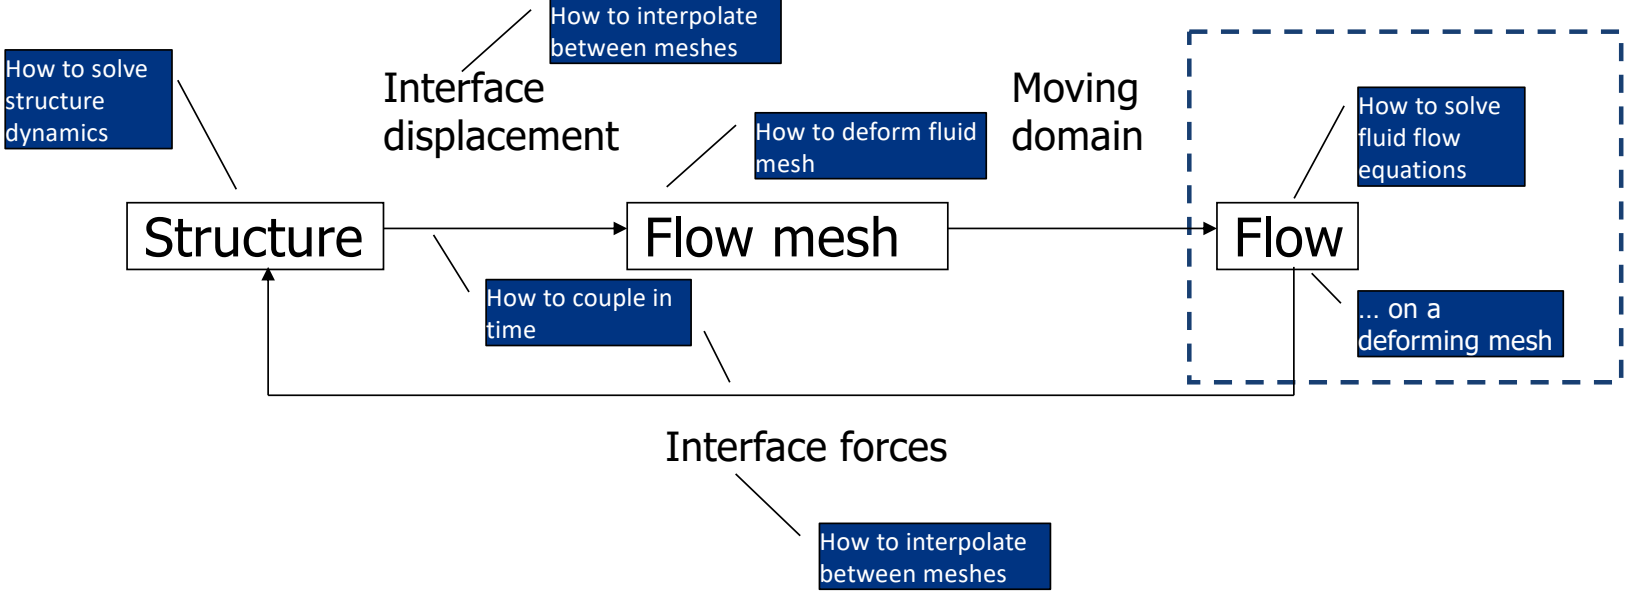 How to interpolate
between meshes
How to solve
structure
dynamics
Interface
displacement
Moving
domain
How to deform fluid
mesh
How to solve
fluid flow
equations
Structure
Flow mesh
Flow
How to couple in
time
... on a
deforming mesh
Interface forces
How to interpolate
between meshes